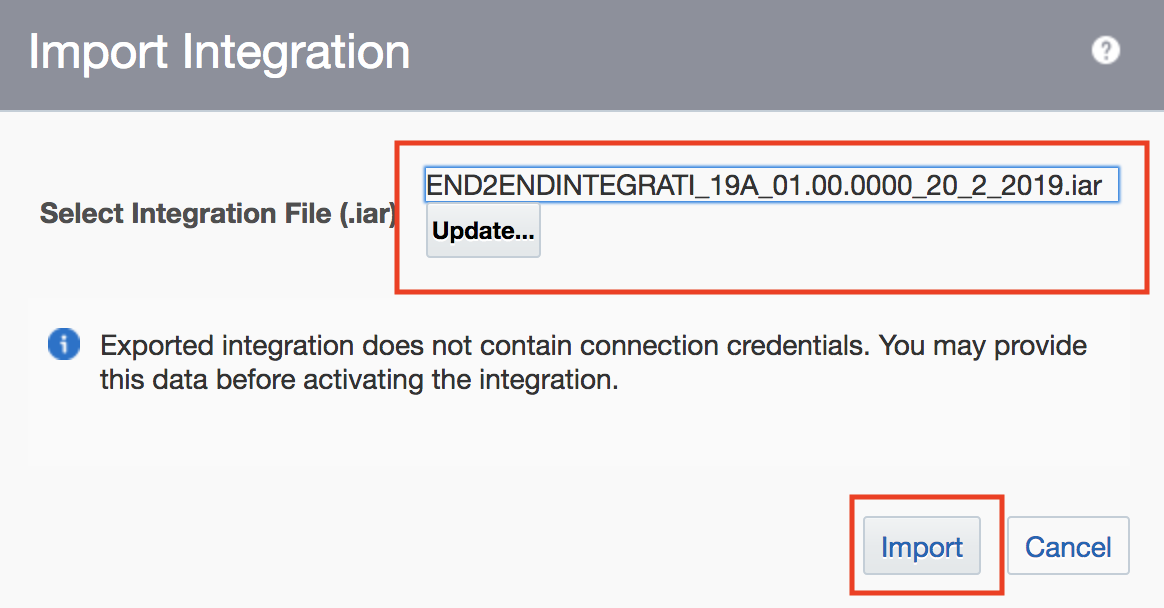 Import Integration
?
END2ENDINTEGRATI_19A_01.00.0000_20_2_2019.iar
Select Integration File (.iar)
Update...
i
Exported integration does not contain connection credentials. You may provide
this data before activating the integration.
Import
Cancel